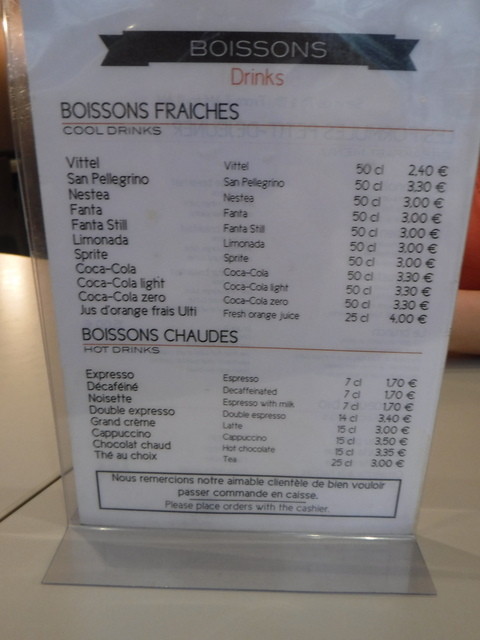 BOISSONS
Drinks
BOISSONS FRAICHES
COOL DRINKS
Vittel Vittel 50 cl 2,40 €
San Pellegrino San Pellegrino 50 cl 3,30 €
Nestea Nestea 50 cl 3,00 €
Fanta Fanta 50 cl 3,00 €
Fanta Still Fanta Still 50 cl 3,00 €
Limonada Limonada 50 cl 3,00 €
Sprite Sprite 50 cl 3,00 €
Coca-Cola Coca-Cola 50 cl 3,30 €
Coca-Cola light Coca-Cola light 50 cl 3,30 €
Coca-Cola zero Coca-Cola zero 50 cl 3,30 €
Jus d'orange frais Ulti Fresh orange juice 25 cl 4,00 €
BOISSONS CHAUDES
HOT DRINKS
Expresso Espresso 7 cl 1,70 €
Décaféiné Decaffeinated 7 cl 1,70 €
Noisette Espresso with milk 7 cl 1,70 €
Double expresso Double espresso 14 cl 3,40 €
Grand crème Latte 15 cl 3,00 €
Cappuccino Cappuccino 15 cl 3,50 €
Chocolat chaud Hot chocolate 15 cl 3,35 €
Thé au choix Tea 25 cl 3,00 €
Nous remercions notre aimable clientèle de bien vouloir
passer commande en caisse.
Please place orders with the cashier.